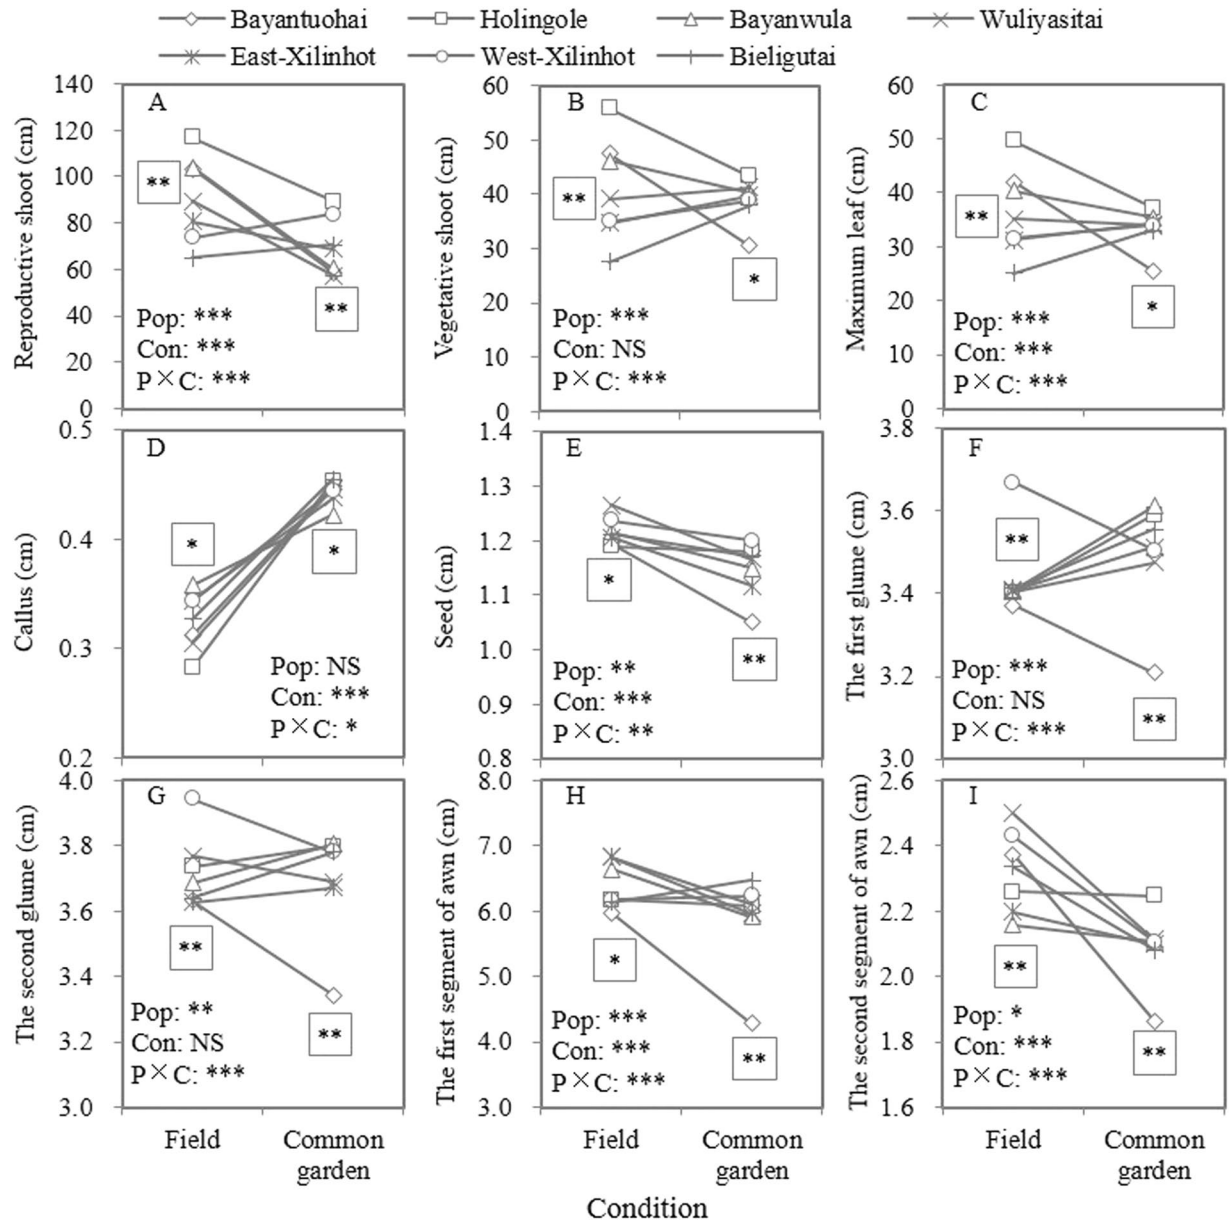 Bayantuohai Holingole Bayanwula Wuliyasitai
East-Xilinhot West-Xilinhot Bieligutai
Reproductive shoot (cm)
140
120
100
80
60
40
20
0
A
**
**
Pop: ***
Con: ***
P×C: ***
Vegetative shoot (cm)
60
50
40
30
20
10
0
B
**
*
Pop: ***
Con: NS
P×C: ***
Maximum leaf (cm)
60
50
40
30
20
10
0
C
**
*
Pop: ***
Con: ***
P×C: ***
Callus (cm)
0.5
0.4
0.3
0.2
D
*
*
Pop: NS
Con: ***
P×C: *
Seed (cm)
1.4
1.3
1.2
1.1
1.0
0.9
0.8
E
*
**
Pop: **
Con: ***
P×C: **
The first glume (cm)
3.8
3.6
3.4
3.2
3.0
F
**
**
Pop: ***
Con: NS
P×C: ***
The second glume (cm)
4.0
3.8
3.6
3.4
3.2
3.0
G
**
**
Pop: **
Con: NS
P×C: ***
Field
Common
garden
The first segment of awn (cm)
8.0
7.0
6.0
5.0
4.0
3.0
H
*
**
Pop: ***
Con: ***
P×C: ***
Field
Common
garden
The second segment of awn (cm)
2.6
2.4
2.2
2.0
1.8
1.6
I
**
**
Pop: *
Con: ***
P×C: ***
Field
Common
garden
Condition